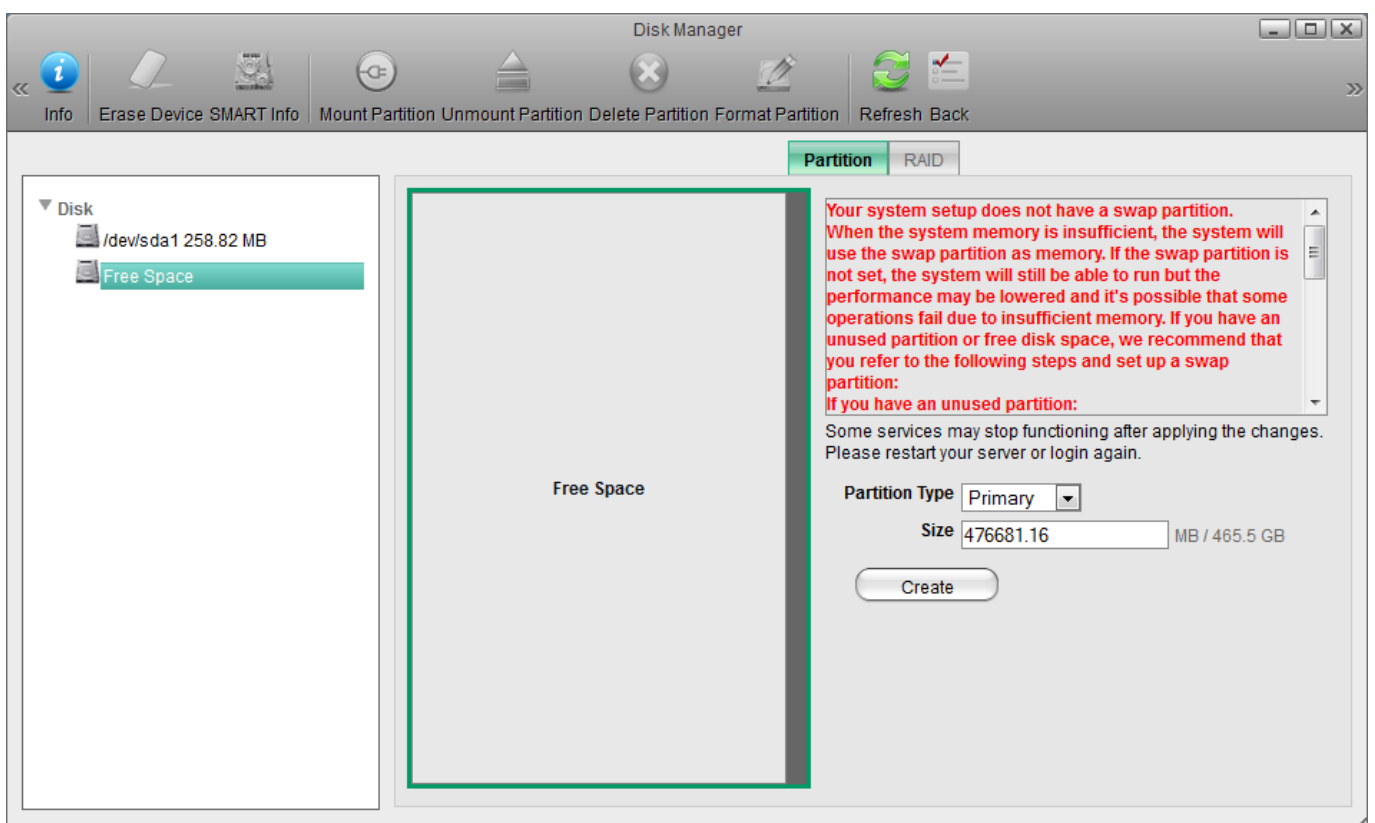 Disk Manager
Info
Erase Device
SMART Info
Mount Partition
Unmount Partition
Delete Partition
Format Partition
Refresh
Back
Partition
RAID
Disk
/dev/sda1 258.82 MB
Free Space
Free Space
Your system setup does not have a swap partition.
When the system memory is insufficient, the system will
use the swap partition as memory. If the swap partition is
not set, the system will still be able to run but the
performance may be lowered and it's possible that some
operations fail due to insufficient memory. If you have an
unused partition or free disk space, we recommend that
you refer to the following steps and set up a swap
partition:
If you have an unused partition:
Some services may stop functioning after applying the changes.
Please restart your server or login again.
Partition Type Primary
Size 476681.16 MB / 465.5 GB
Create